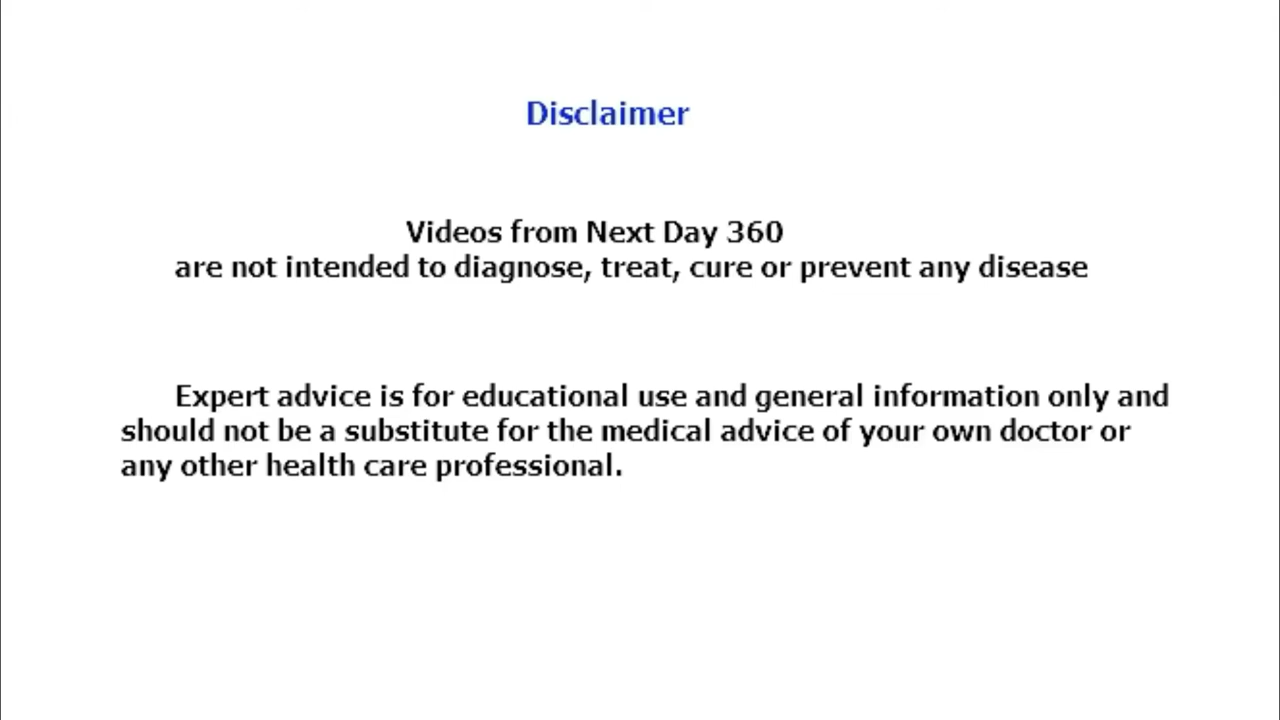 Disclaimer
Videos from Next Day 360
are not intended to diagnose, treat, cure or prevent any disease
Expert advice is for educational use and general information only and
should not be a substitute for the medical advice of your own doctor or
any other health care professional.